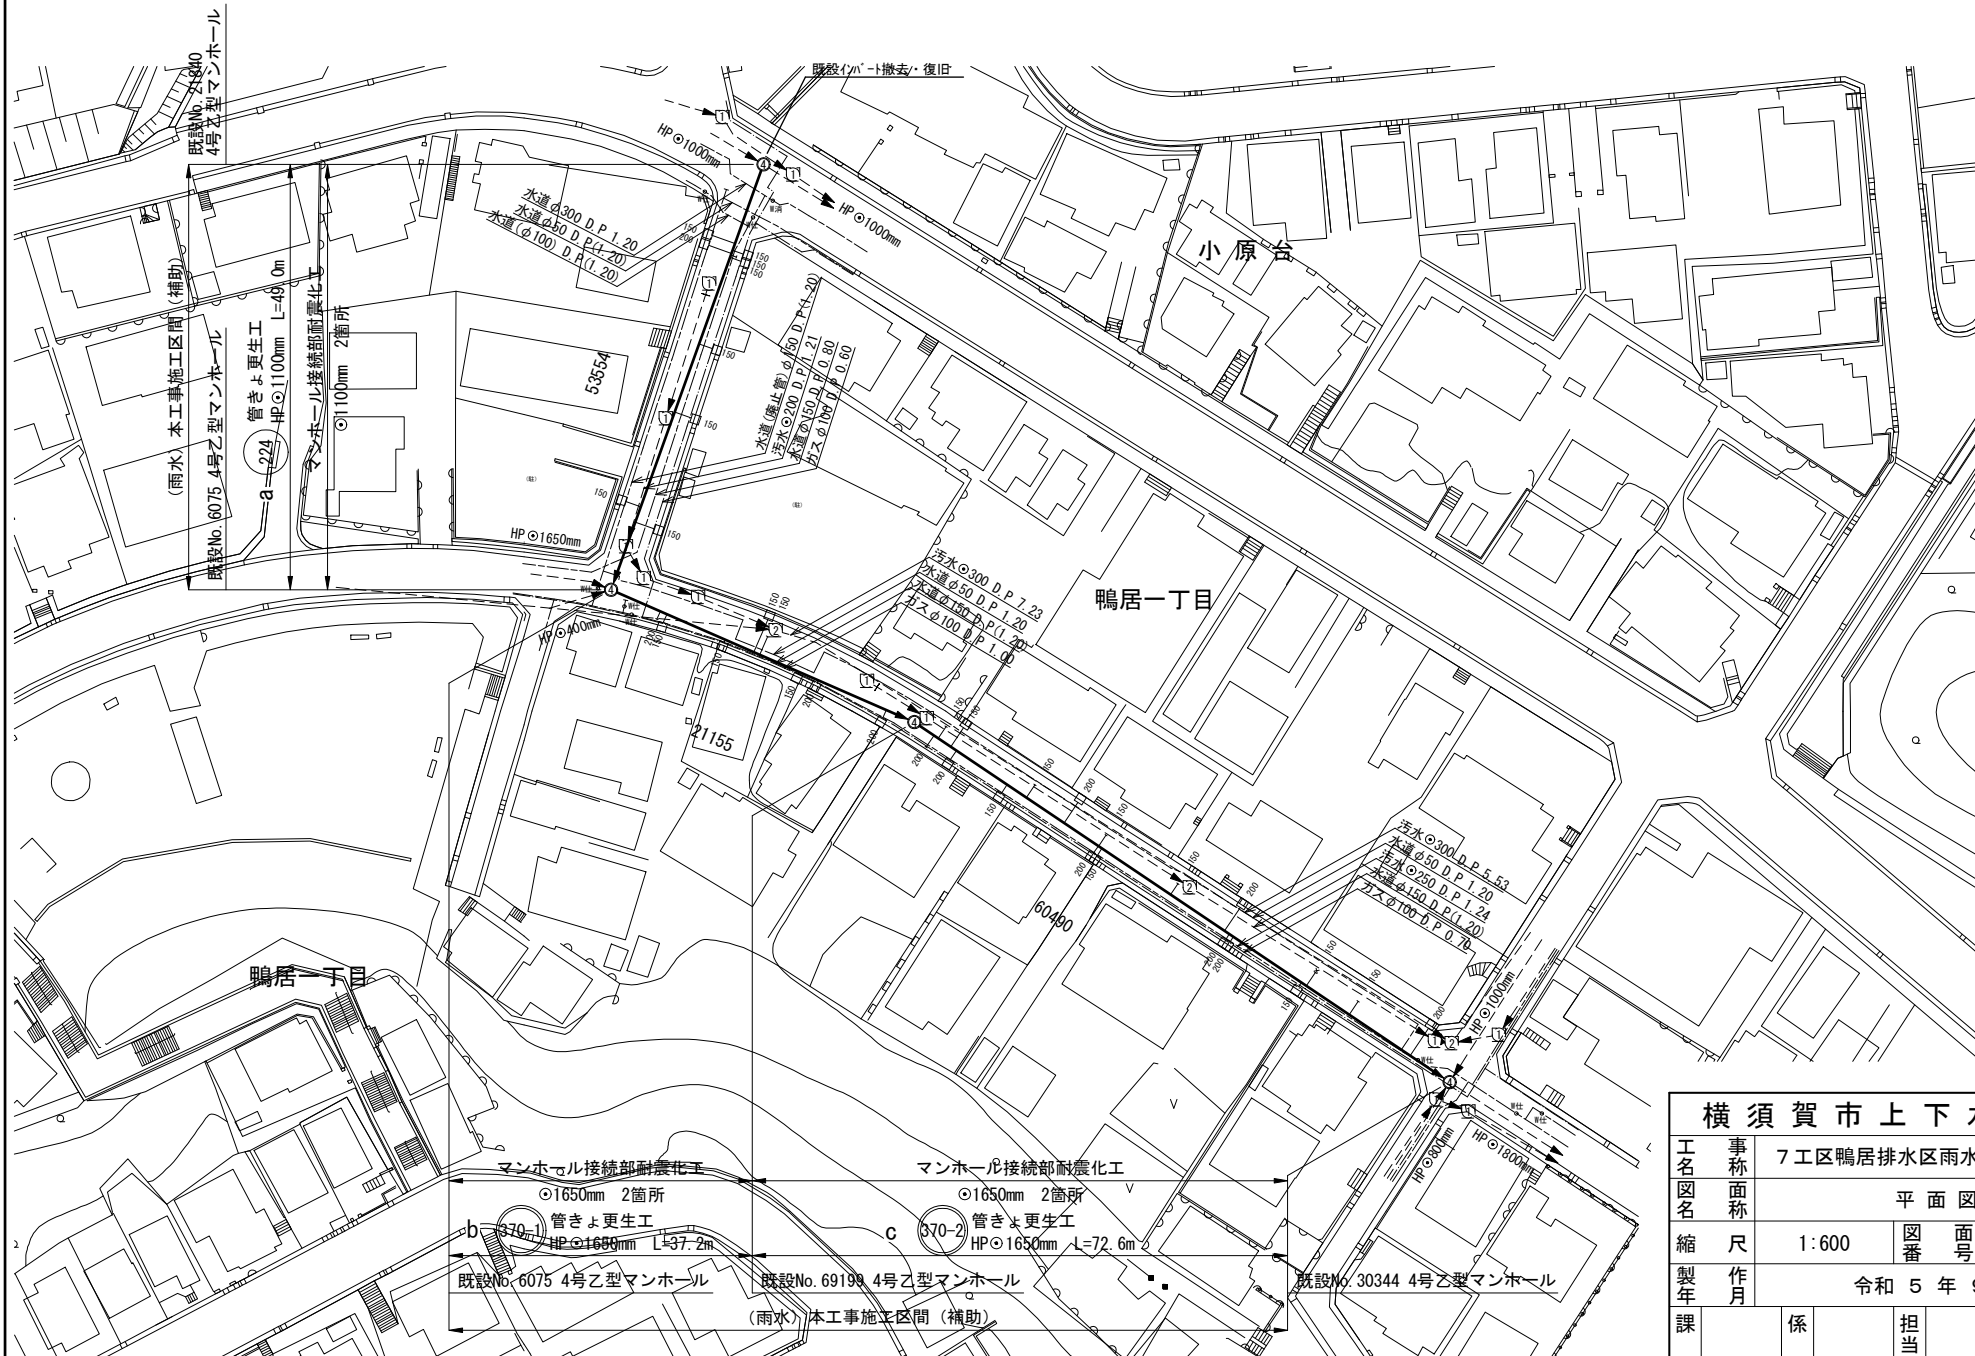 既設No.21840
4号乙型マンホール
既設インバート撤去・復旧
HP⊙1000mm
HP⊙1000mm
水道φ300 D.P 1.20
水道φ50 D.P(1.20)
水道(φ100) D.P(1.20)
小原台
(雨水) 本工事施工区間 (補助)
既設No.6075 4号乙型マンホール
a 224
管きょ更生工
HP⊙1100mm L=49.0m
マンホール接続部耐震化工
⊙1100mm 2箇所
53554
水道(廃止管)φ150 D.P(1.20)
汚水⊙200 D.P 1.21
水道φ150 D.P 0.80
ガスφ100 D.P 0.60
HP⊙1650mm
HP⊙400mm
汚水⊙300 D.P 7.23
水道φ50 D.P 1.20
水道φ150 D.P(1.20)
ガスφ100 D.P 1.00
鴨居一丁目
21155
60490
汚水⊙300 D.P 5.53
水道φ50 D.P 1.20
汚水⊙250 D.P 1.24
水道φ150 D.P(1.20)
ガスφ100 D.P 0.70
鴨居一丁目
HP⊙1000mm
HP⊙800mm
HP⊙1800mm
マンホール接続部耐震化工
⊙1650mm 2箇所
b 370-1 管きょ更生工
HP⊙1650mm L=37.2m
マンホール接続部耐震化工
⊙1650mm 2箇所
c 370-2 管きょ更生工
HP⊙1650mm L=72.6m
既設No.6075 4号乙型マンホール
既設No.69199 4号乙型マンホール
既設No.30344 4号乙型マンホール
(雨水) 本工事施工区間 (補助)
横須賀市上下
工事名称 7工区鴨居排水区雨水
図面名称 平面図
縮尺 1:600 図面番号
製作年月 令和 5 年 9
課 係 担当